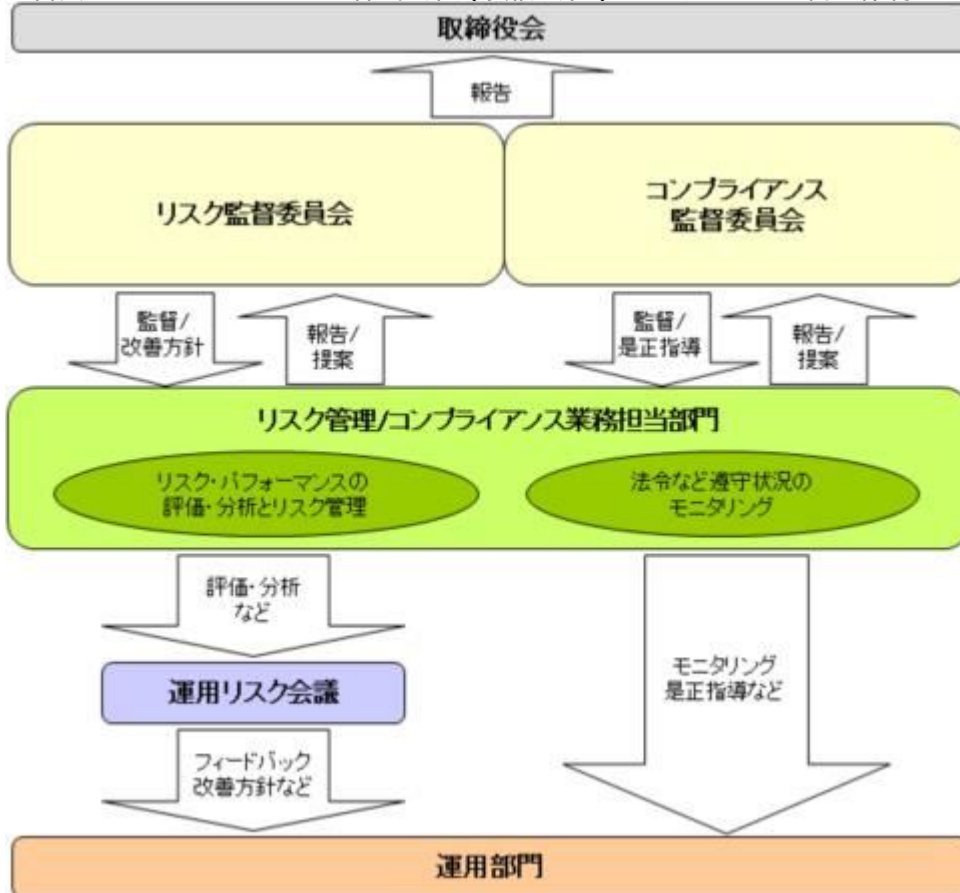 取締役会
報告
リスク監督委員会
コンプライアンス
監督委員会
監督/
改善方針
報告/
提案
監督/
是正指導
報告/
提案
リスク管理/コンプライアンス業務担当部門
リスク・パフォーマンスの
評価・分析とリスク管理
法令など遵守状況の
モニタリング
評価・分析
など
運用リスク会議
モニタリング
是正指導など
フィードバック
改善方針など
運用部門